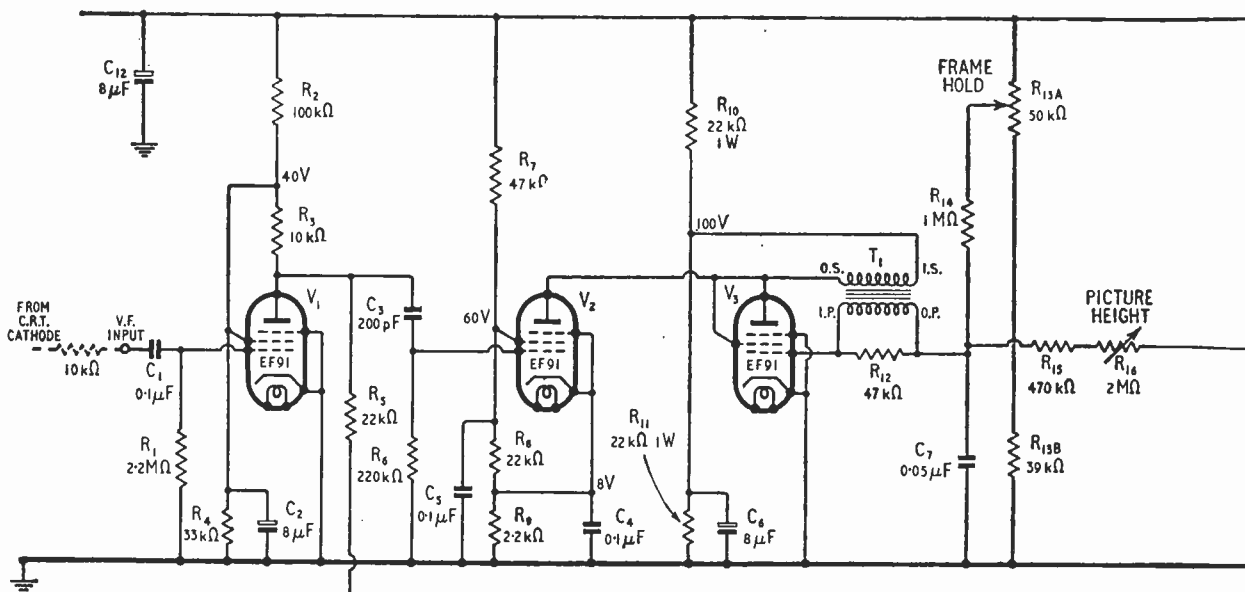 C12
8μF
R2
100kΩ
40V
R3
10kΩ
V1
EF91
FROM
C.R.T.
CATHODE
V.F.
INPUT
10kΩ
C1
0·1μF
R1
2·2MΩ
R4
33kΩ
C2
8μF
R5
22kΩ
C3
200pF
R6
220kΩ
R7
47kΩ
60V
V2
EF91
C5
0·1μF
R8
22kΩ
8V
R9
2·2kΩ
C4
0·1μF
R10
22kΩ
1W
100V
V3
EF91
R11
22kΩ 1W
C6
8μF
O.S.
T1
I.S.
I.P.
O.P.
R12
47kΩ
FRAME
HOLD
R13A
50kΩ
R14
1MΩ
PICTURE
HEIGHT
R15
470kΩ
R16
2MΩ
C7
0·05μF
R13B
39kΩ